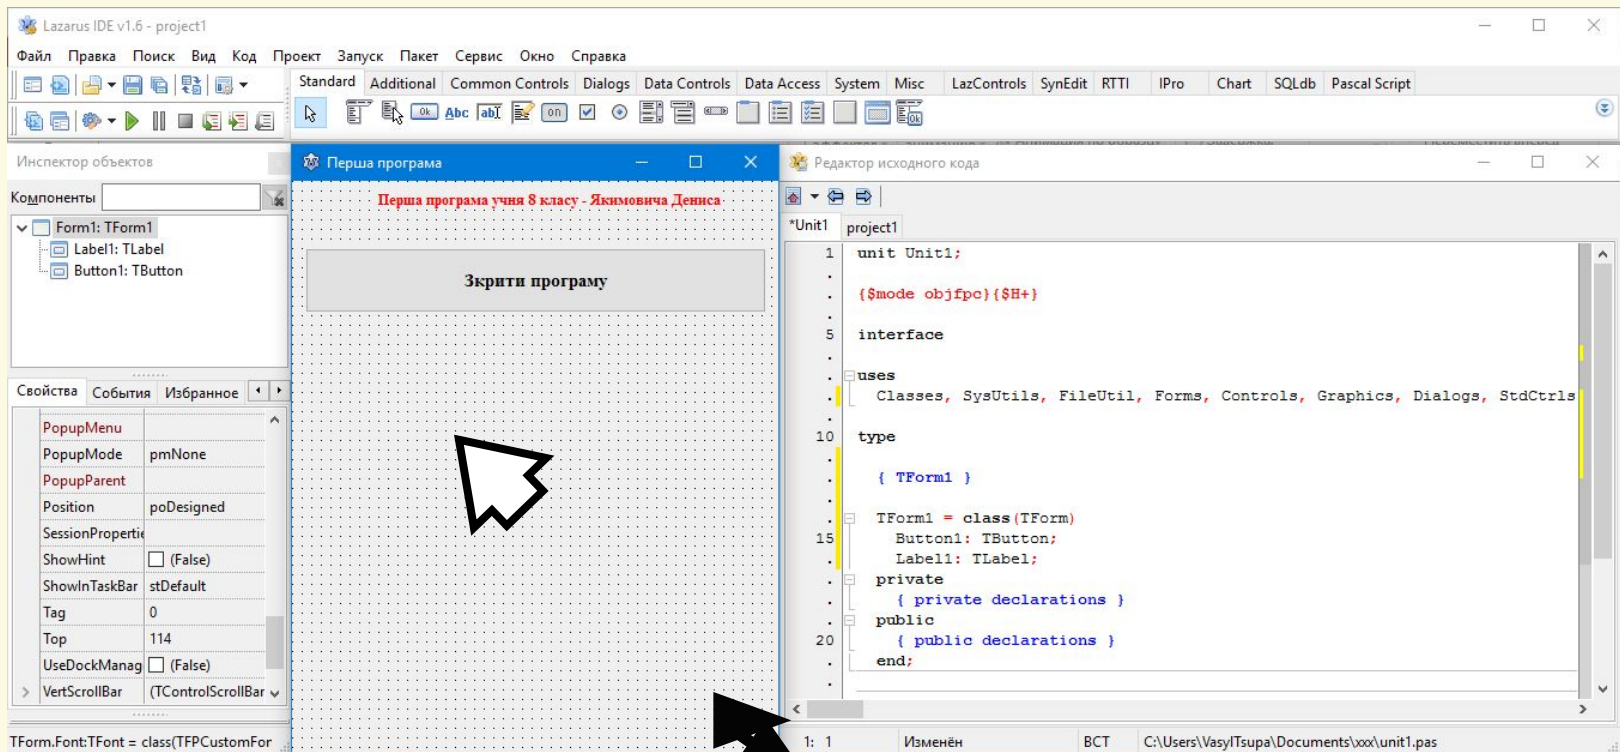 Lazarus IDE v1.6 - project1
Файл Правка Поиск Вид Код Проект Запуск Пакет Сервис Окно Справка
Standard Additional Common Controls Dialogs Data Controls Data Access System Misc LazControls SynEdit RTTI IPro Chart SQLdb Pascal Script
Ok Abc abI on
Инспектор объектов
Компоненты
Form1: TForm1
Label1: TLabel
Button1: TButton
Свойства События Избранное
PopupMenu
PopupMode pmNone
PopupParent
Position poDesigned
SessionPropertie
ShowHint (False)
ShowInTaskBar stDefault
Tag 0
Top 114
UseDockManag (False)
VertScrollBar (TControlScrollBar
TForm.Font:TFont = class(TFPCustomFor
Перша програма
Перша програма учня 8 класу - Якимовича Дениса
Зкрити програму
Редактор исходного кода
*Unit1 project1
1 unit Unit1;
{$mode objfpc}{$H+}
5 interface
uses
Classes, SysUtils, FileUtil, Forms, Controls, Graphics, Dialogs, StdCtrls
10 type
{ TForm1 }
TForm1 = class(TForm)
15 Button1: TButton;
Label1: TLabel;
private
{ private declarations }
public
20 { public declarations }
end;
1: 1 Изменён ВСТ C:\Users\VasylTsupa\Documents\xxx\unit1.pas